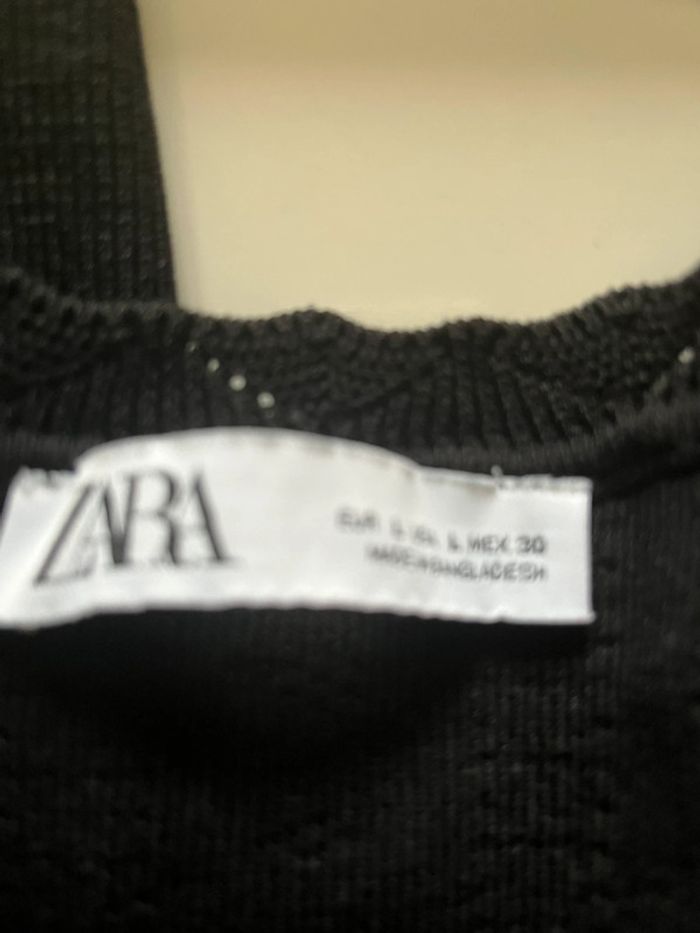 ZARA
EUR L USA L MEX 30
MADE IN BANGLADESH